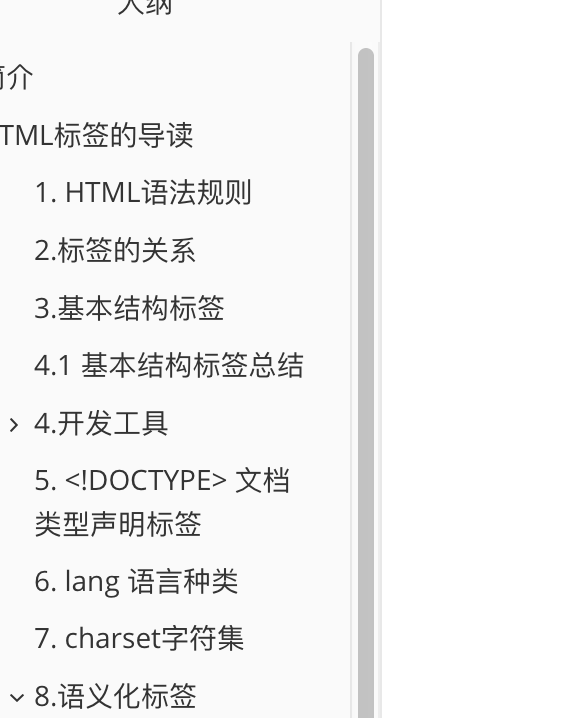 大纲
简介
TML标签的导读
1. HTML语法规则
2.标签的关系
3.基本结构标签
4.1 基本结构标签总结
4.开发工具
5. <!DOCTYPE> 文档
类型声明标签
6. lang 语言种类
7. charset字符集
8.语义化标签